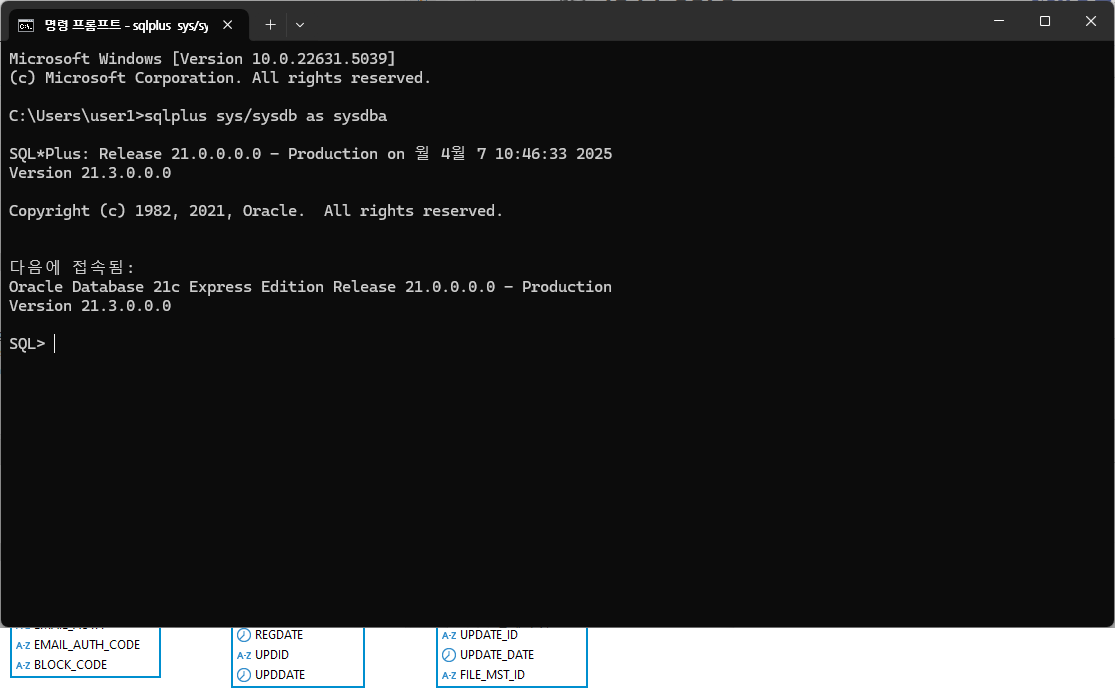 명령 프롬프트 - sqlplus sys/sy
Microsoft Windows [Version 10.0.22631.5039]
(c) Microsoft Corporation. All rights reserved.
C:\Users\user1>sqlplus sys/sysdb as sysdba
SQL*Plus: Release 21.0.0.0.0 - Production on 월 4월 7 10:46:33 2025
Version 21.3.0.0.0
Copyright (c) 1982, 2021, Oracle.  All rights reserved.
다음에 접속됨:
Oracle Database 21c Express Edition Release 21.0.0.0.0 - Production
Version 21.3.0.0.0
SQL>
A-Z EMAIL_AUTH_CODE
A-Z BLOCK_CODE
REGDATE
A-Z UPDID
UPDDATE
A-Z UPDATE_ID
UPDATE_DATE
A-Z FILE_MST_ID